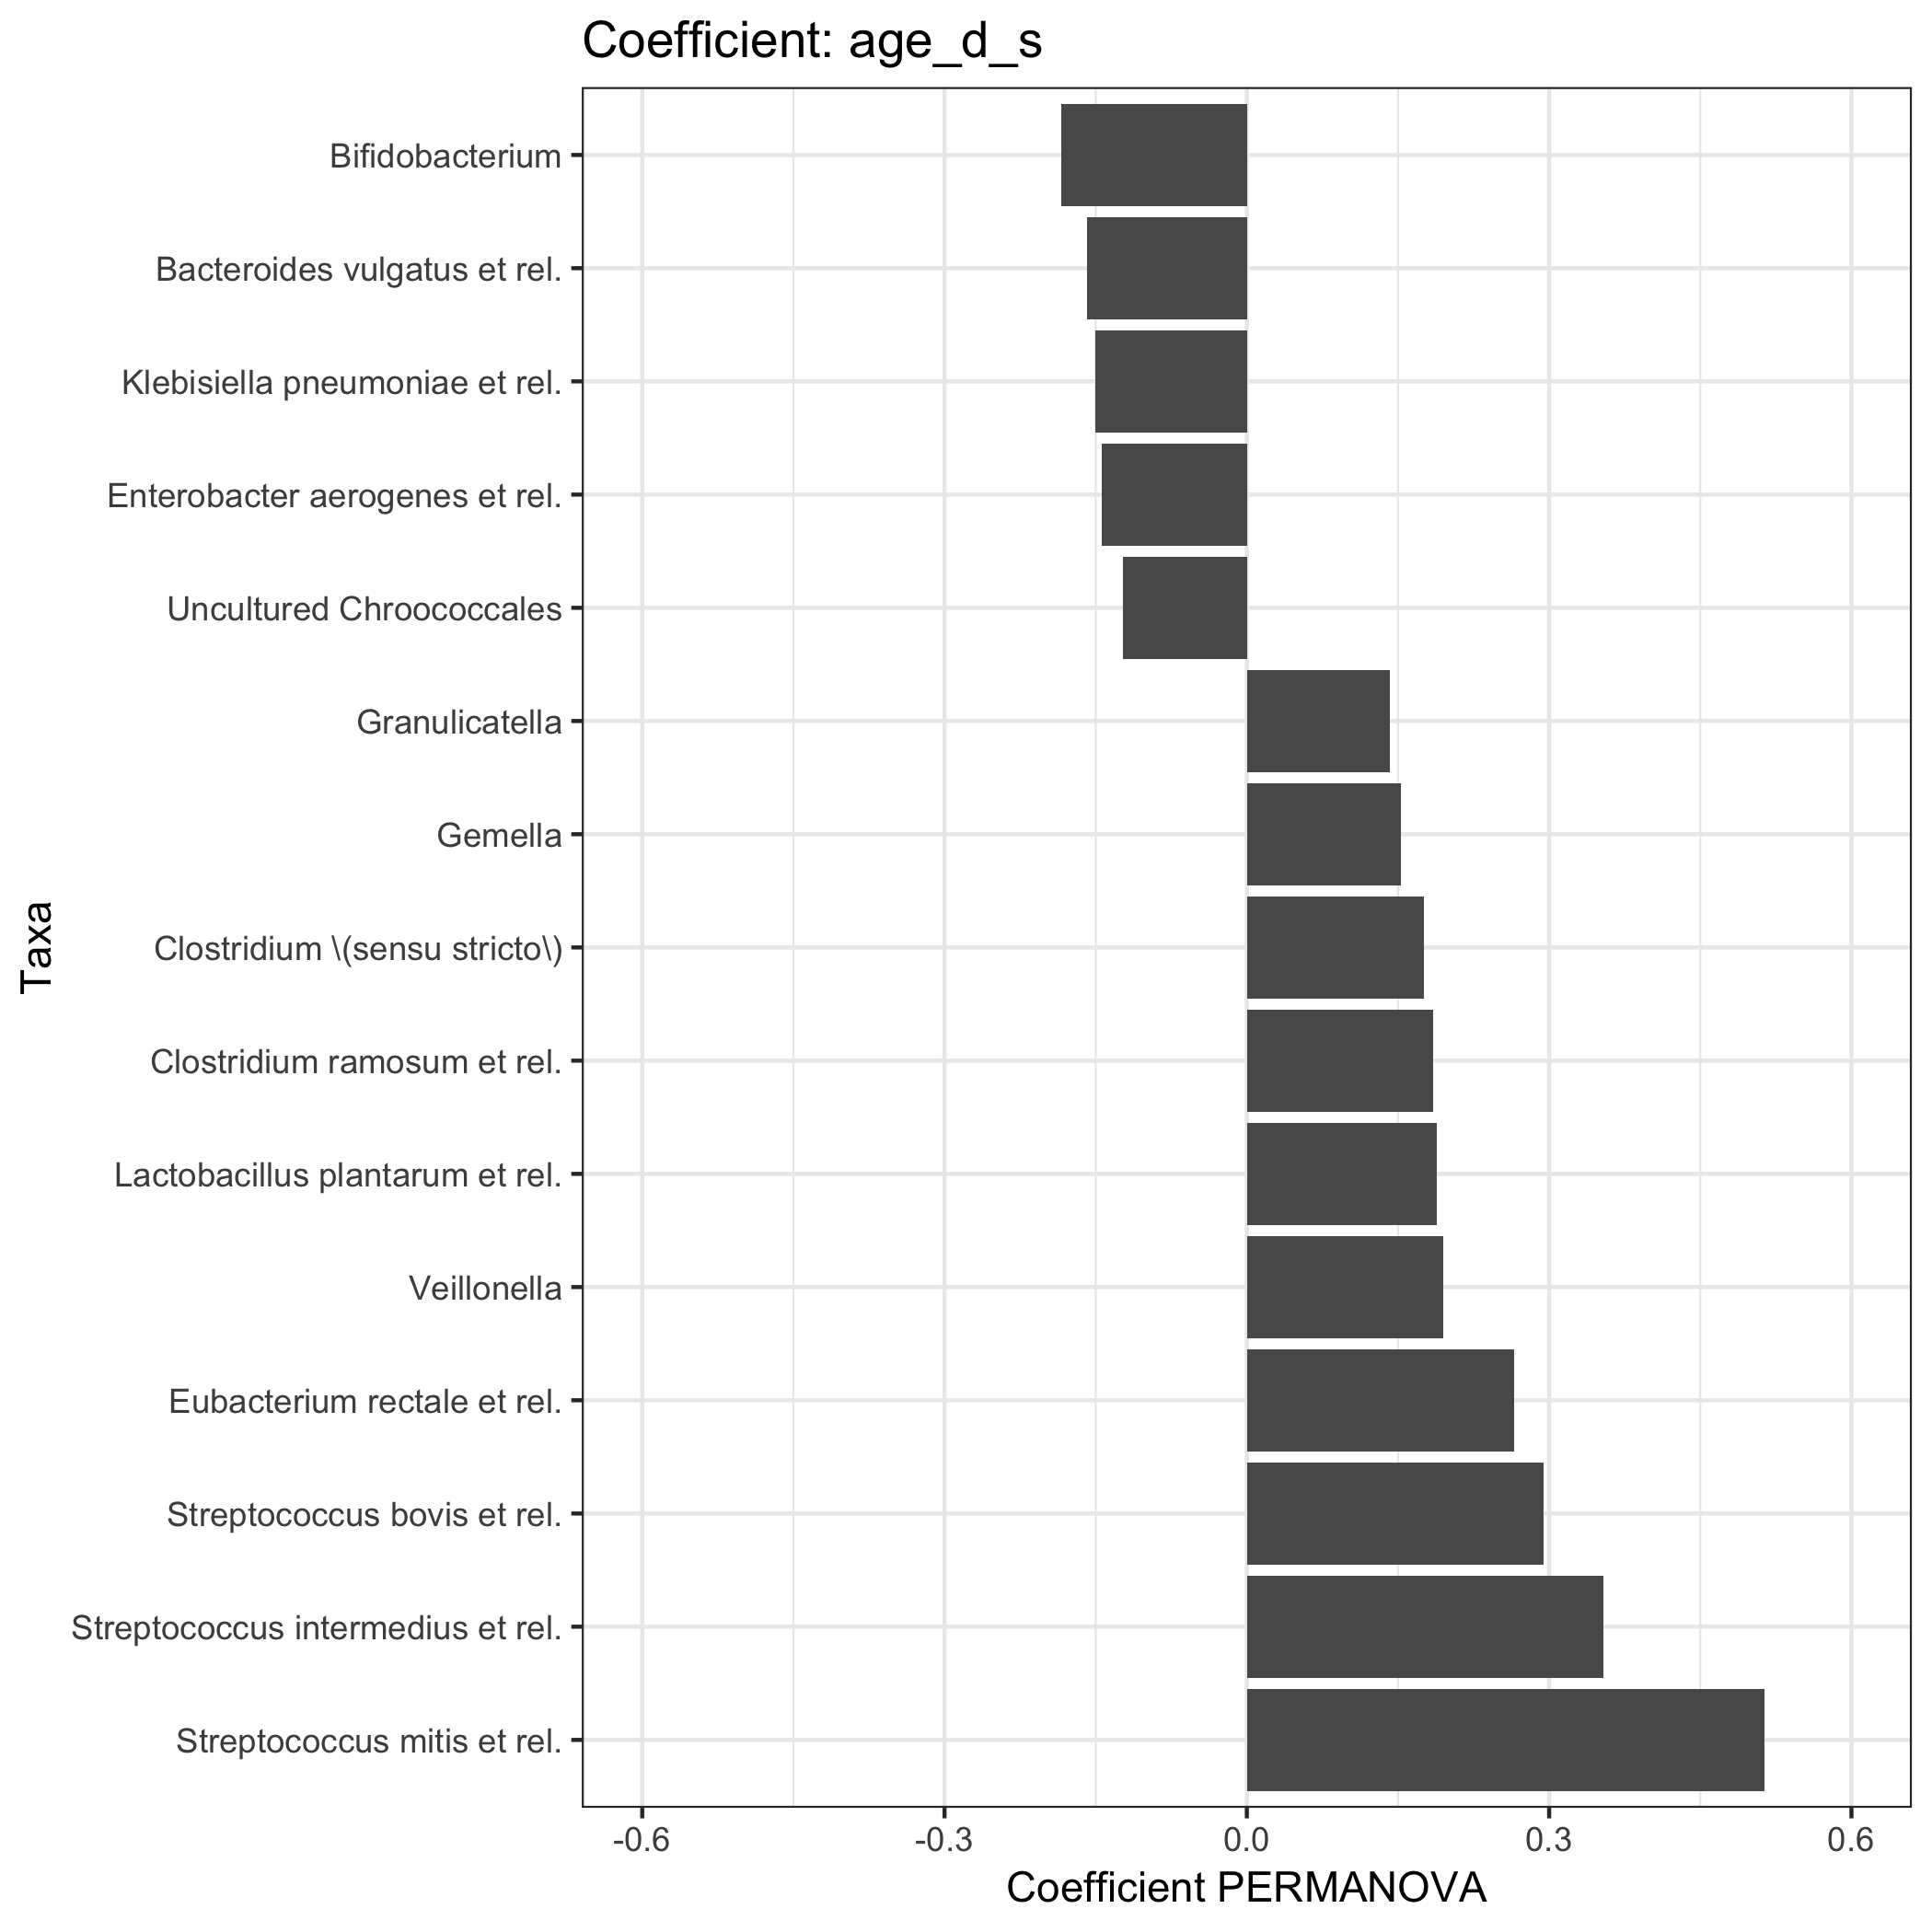 Coefficient: age_d_s
Taxa
Bifidobacterium
Bacteroides vulgatus et rel.
Klebisiella pneumoniae et rel.
Enterobacter aerogenes et rel.
Uncultured Chroococcales
Granulicatella
Gemella
Clostridium \(sensu stricto\)
Clostridium ramosum et rel.
Lactobacillus plantarum et rel.
Veillonella
Eubacterium rectale et rel.
Streptococcus bovis et rel.
Streptococcus intermedius et rel.
Streptococcus mitis et rel.
-0.6 -0.3 0.0 0.3 0.6
Coefficient PERMANOVA